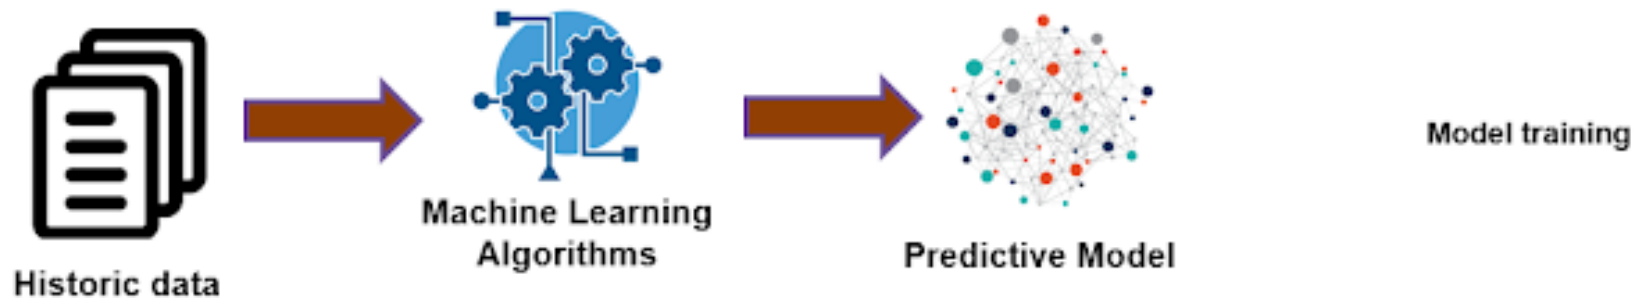 Model training
Machine Learning
Algorithms
Predictive Model
Historic data